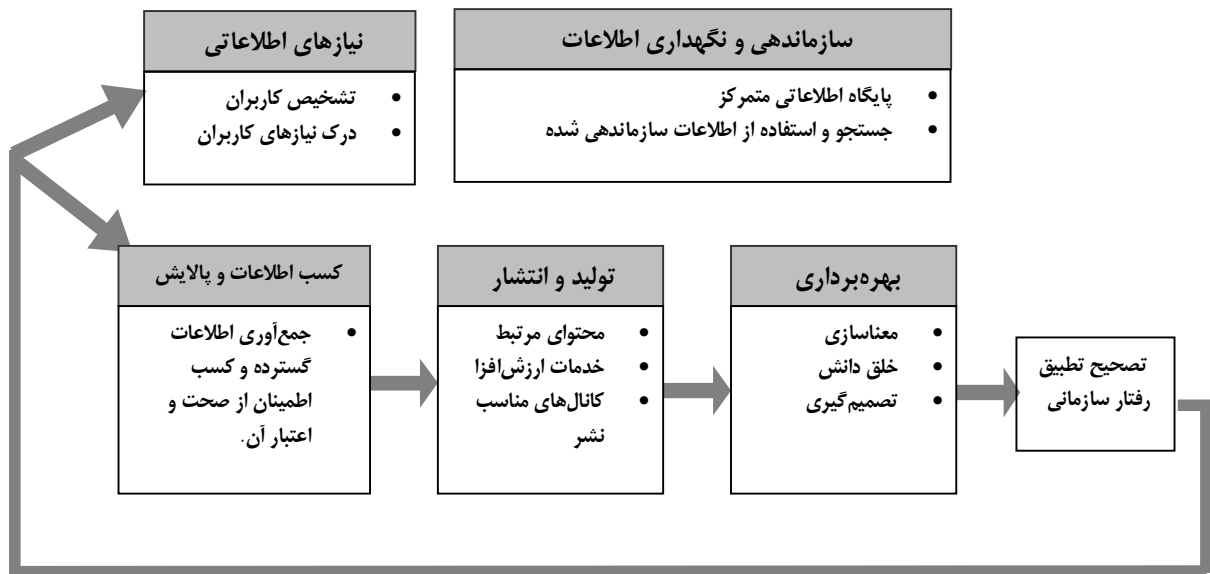 نیازهای اطلاعاتی
• تشخیص کاربران
• درک نیازهای کاربران
سازماندهی و نگهداری اطلاعات
• پایگاه اطلاعاتی متمرکز
• جستجو و استفاده از اطلاعات سازماندهی شده
کسب اطلاعات و پالایش
• جمع‌آوری اطلاعات
گسترده و کسب
اطمینان از صحت و
اعتبار آن.
تولید و انتشار
• محتوای مرتبط
• خدمات ارزش‌افزا
• کانال‌های مناسب
نشر
بهره‌برداری
• معناسازی
• خلق دانش
• تصمیم‌گیری
تصحیح تطبیق
رفتار سازمانی